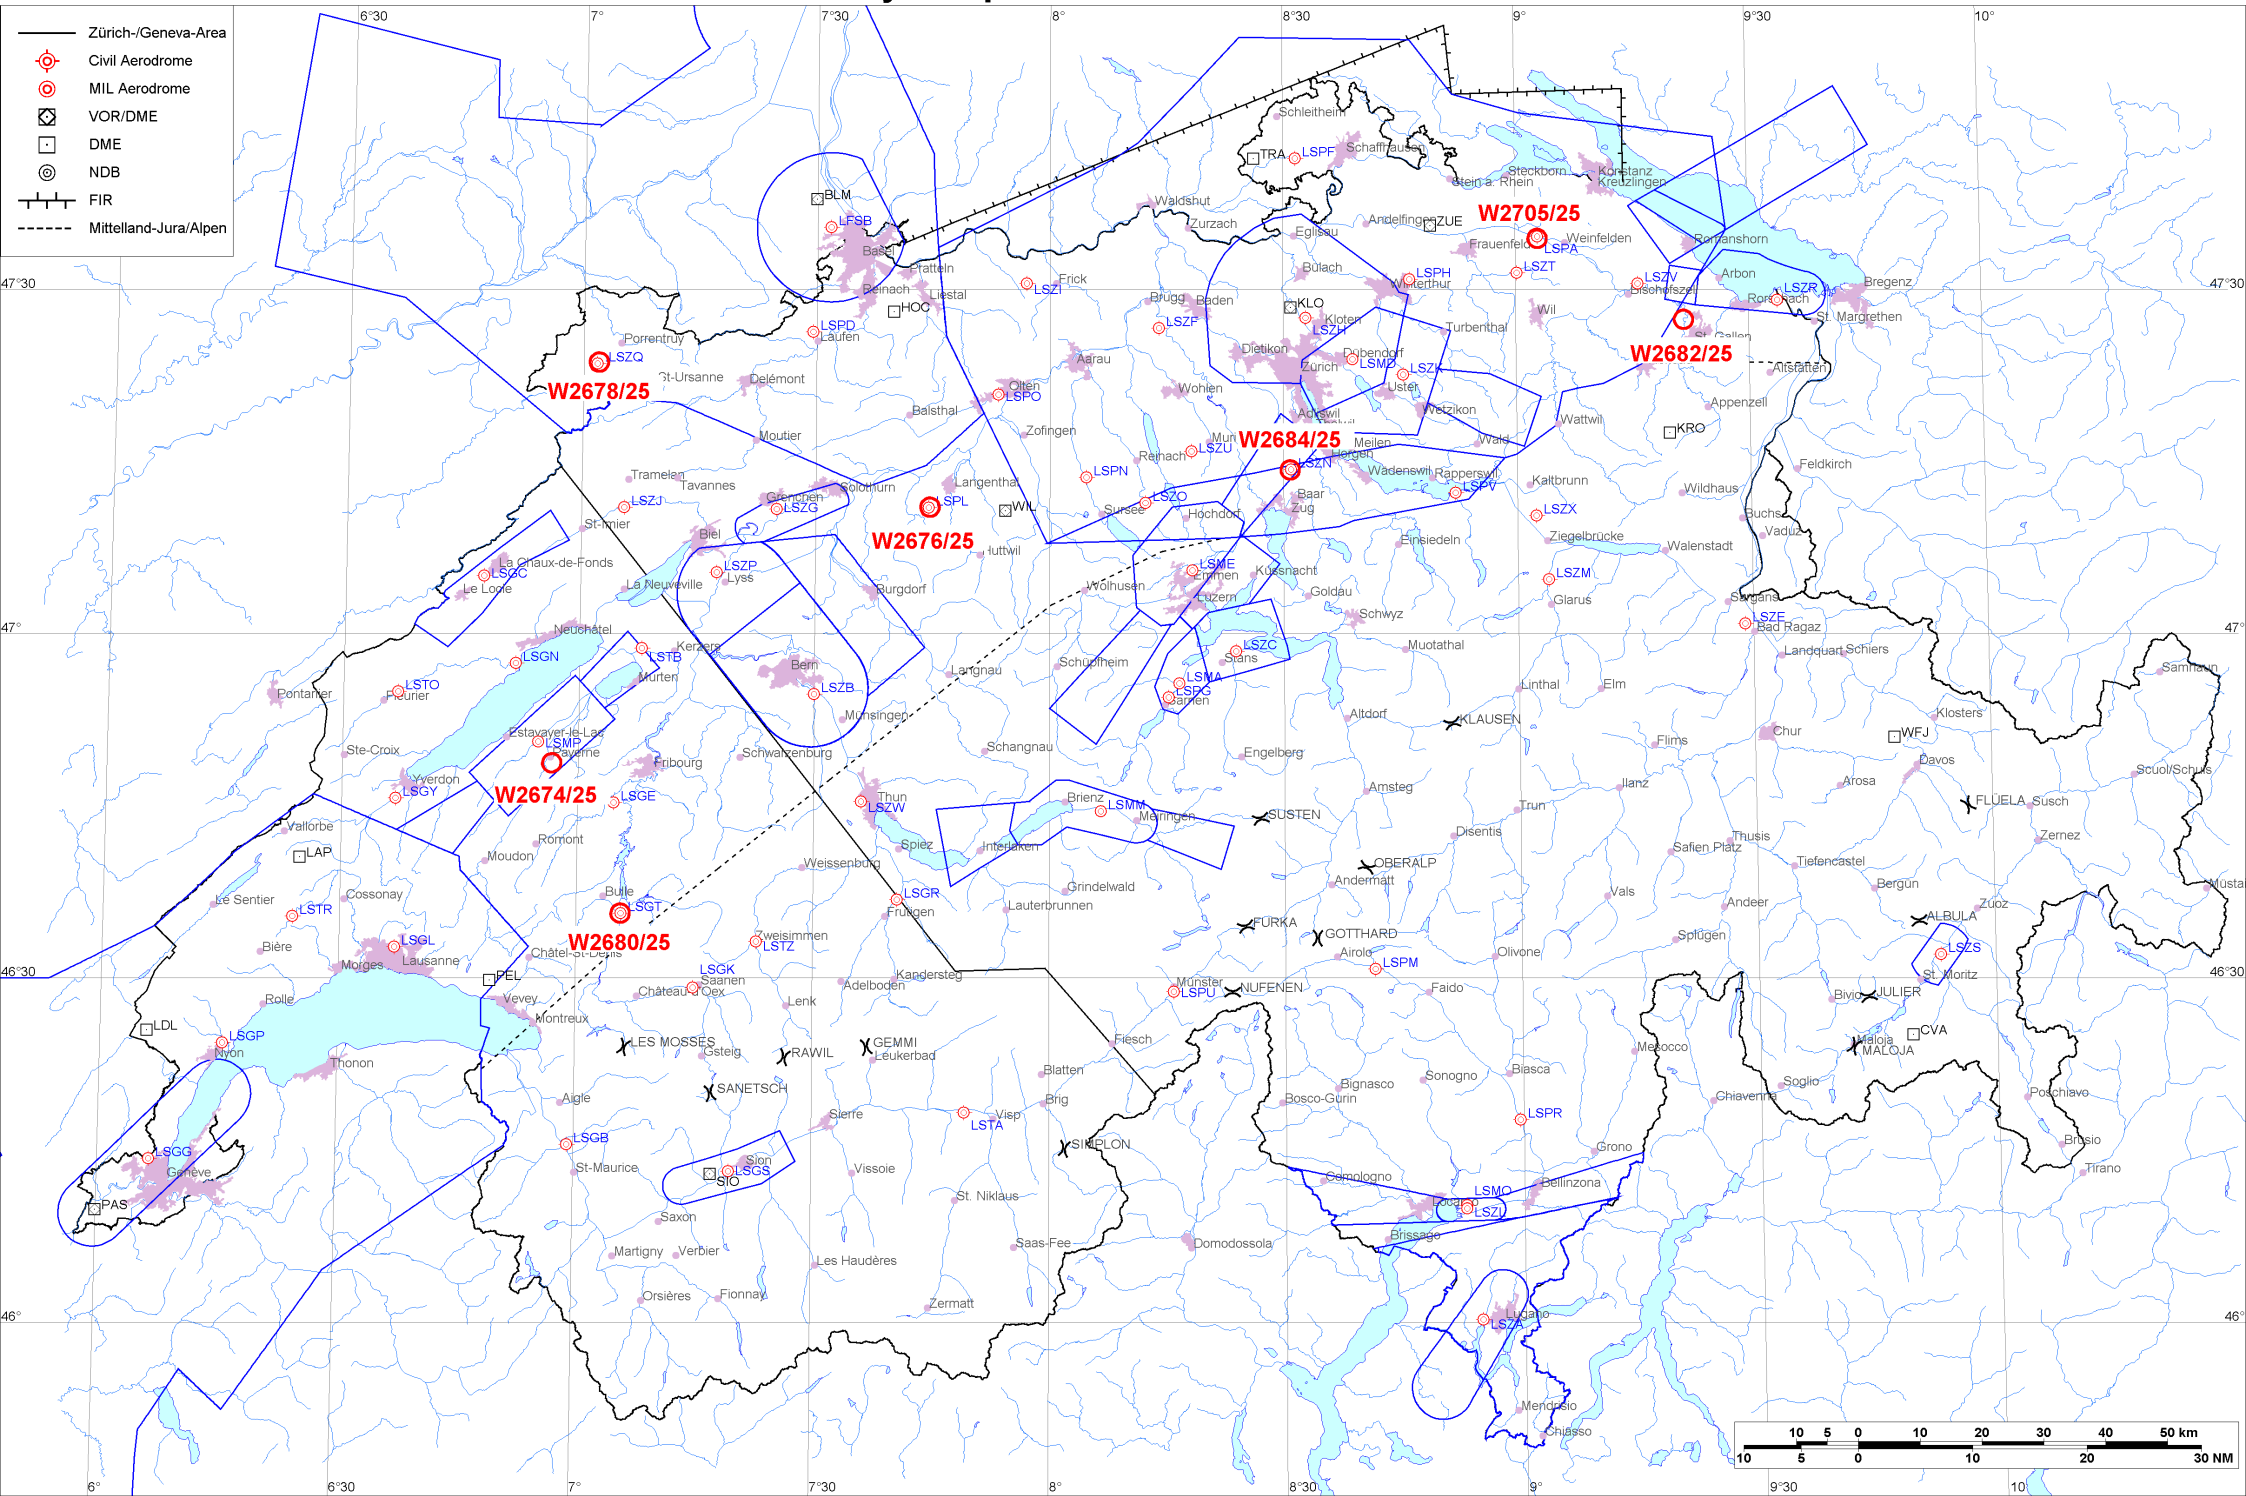 6°30
7°
7°30
8°
8°30
9°
9°30
10°
Zürich-/Geneva-Area
Civil Aerodrome
MIL Aerodrome
VOR/DME
DME
NDB
FIR
Mittelland-Jura/Alpen
Schleitheim
TRA
LSPF
Schaffhausen
Steckborn
Stein a. Rhein
Konstanz
Kreuzlingen
BLM
LFSB
Basel
Waldshut
Zurzach
Eglisau
Andelfingen
ZUE
W2705/25
LSPA
Weinfelden
Frauenfeld
Romanshorn
Pratteln
Reinach
Liestal
HOC
Frick
LSZI
Bülach
LSPH
Winterthur
LSZT
LSZV
Bischofszell
Arbon
LSZR
Rorschach
Bregenz
47°30
47°30
St. Margrethen
Brugg
Baden
KLO
Kloten
LSZH
LSZF
Turbenthal
Wil
St. Gallen
LSPD
Laufen
Porrentruy
LSZQ
W2678/25
St-Ursanne
Delémont
Aarau
Dietikon
Zürich
Dübendorf
LSMD
LSZK
Uster
W2682/25
Altstätten
Olten
LSPO
Wohlen
Balsthal
Wetzikon
Appenzell
Adliswil
Zofingen
Moutier
W2684/25
Meilen
Wald
Wattwil
KRO
LSZU
Reinach
Horgen
LSZN
Wädenswil
Rapperswil
LSPV
Kaltbrunn
Feldkirch
Tramelan
Tavannes
LSPN
Langenthal
Solothurn
Grenchen
LSZG
LSZJ
LSPL
W2676/25
WIL
LSZO
Sursee
Hochdorf
Baar
Zug
LSZX
Wildhaus
Buchs
Vaduz
St-Imier
Biel
Huttwil
Einsiedeln
Ziegelbrücke
Walenstadt
La Chaux-de-Fonds
LSGC
Le Locle
La Neuveville
LSZP
Lyss
Burgdorf
Wolhusen
LSME
Emmen
Luzern
Küssnacht
Goldau
Schwyz
LSZM
Glarus
Sargans
LSZE
Bad Ragaz
47°
47°
Neuchâtel
LSGN
LSTB
Kerzers
Murten
Bern
LSZB
Langnau
Schüpfheim
LSZC
Stans
Muotathal
Landquart
Schiers
Samnaun
Pontarlier
LSTO
Fleurier
LSMA
LSPG
Sarnen
Linthal
Elm
Münsingen
Altdorf
KLAUSEN
Klosters
Ste-Croix
Estavayer-le-Lac
LSMP
Payerne
W2674/25
Fribourg
Schwarzenburg
Schangnau
Engelberg
Flims
Chur
WFJ
Davos
Scuol/Schuls
Yverdon
LSGY
LSGE
Thun
LSZW
Brienz
LSMM
Meiringen
Amsteg
SUSTEN
Trun
Ilanz
Arosa
FLÜELA
Susch
Vallorbe
LAP
Romont
Moudon
Spiez
Interlaken
Disentis
Thusis
Safien Platz
Zernez
Weissenburg
OBERALP
Tiefencastel
Le Sentier
Cossonay
LSTR
Bulle
LSGT
W2680/25
LSGR
Frutigen
Grindelwald
Lauterbrunnen
Andermatt
Vals
Bergün
Müstair
Andeer
Zuoz
ALBULA
Bière
LSGL
Lausanne
Morges
Châtel-St-Denis
Zweisimmen
LSTZ
FURKA
GOTTHARD
Airolo
LSPM
Olivone
Splügen
LSZS
St. Moritz
46°30
46°30
PEL
LSGK
Saanen
Château-d'Oex
Adelboden
Kandersteg
Münster
LSPU
NUFENEN
Faido
Bivio
JULIER
Rolle
Vevey
Montreux
Lenk
LDL
LSGP
Nyon
Thonon
LES MOSSES
Gsteig
RAWIL
GEMMI
Leukerbad
Fiesch
Mesocco
CVA
Maloja
MALOJA
SANETSCH
Blatten
Bignasco
Sonogno
Biasca
Soglio
Chiavenna
Poschiavo
Aigle
Sierre
Visp
Brig
LSTA
Bosco-Gurin
LSPR
LSGG
Genève
PAS
LSGB
St-Maurice
Sion
LSGS
SIO
Vissoie
SIMPLON
Grono
Brusio
Tirano
Comologno
LSMO
LSZL
Locarno
Bellinzona
St. Niklaus
Saxon
Martigny
Verbier
Les Haudères
Saas-Fee
Domodossola
Brissago
Orsières
Fionnay
Zermatt
46°
46°
Lugano
LSZA
Mendrisio
Chiasso
10 5 0 10 20 30 40 50 km
10 5 0 10 20 30 NM
6°
6°30
7°
7°30
8°
8°30
9°
9°30
10°